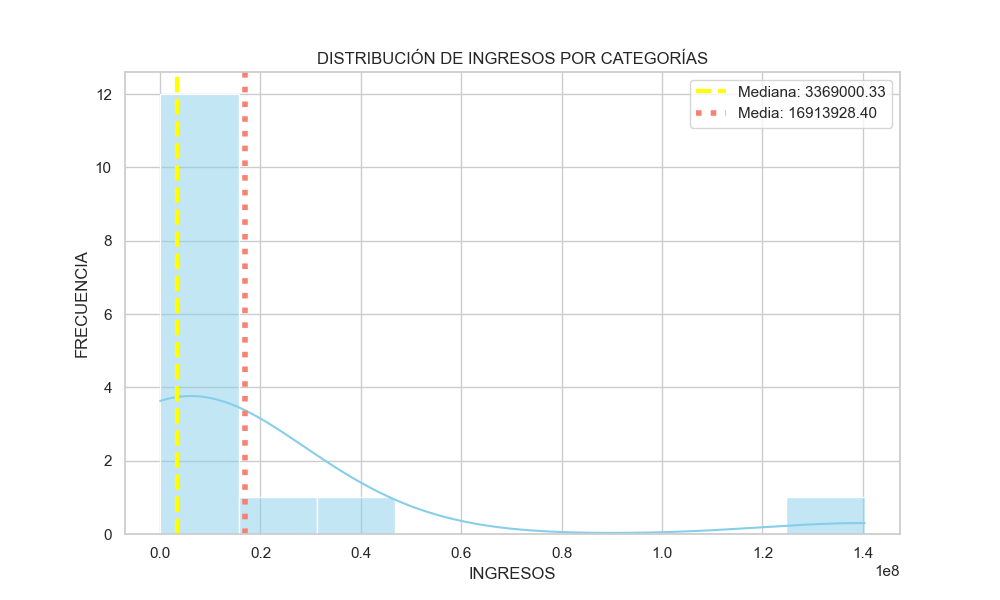 DISTRIBUCIÓN DE INGRESOS POR CATEGORÍAS
Mediana: 3369000.33
Media: 16913928.40
12
10
8
6
4
2
0
FRECUENCIA
0.0 0.2 0.4 0.6 0.8 1.0 1.2 1.4
1e8
INGRESOS